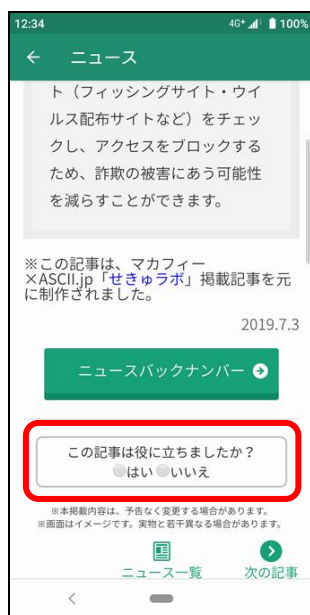 12:34 4G+ 100%
← ニュース
ト（フィッシングサイト・ウイ
ルス配布サイトなど）をチェッ
クし、アクセスをブロックする
ため、詐欺の被害にあう可能性
を減らすことができます。
※この記事は、マカフィー
×ASCII.jp「せきゅラボ」掲載記事を元
に制作されました。
2019.7.3
ニュースバックナンバー
この記事は役に立ちましたか？
はい いいえ
※本掲載内容は、予告なく変更する場合があります。
※画面はイメージです。実物と若干異なる場合があります。
ニュース一覧 次の記事